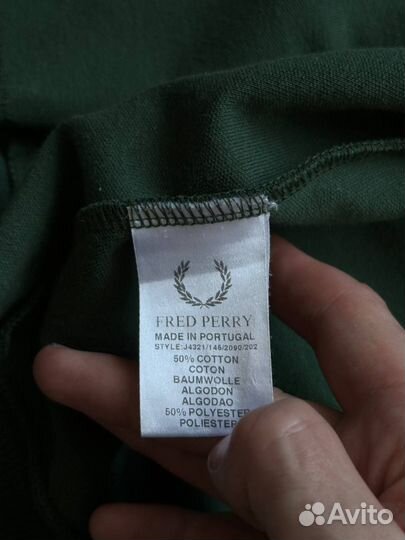 FRED PERRY
MADE IN PORTUGAL
STYLE:J4321/145/2090/202
50% COTTON
COTON
BAUMWOLLE
ALGODON
ALGODAO
50% POLYESTER
POLIESTER
Avito